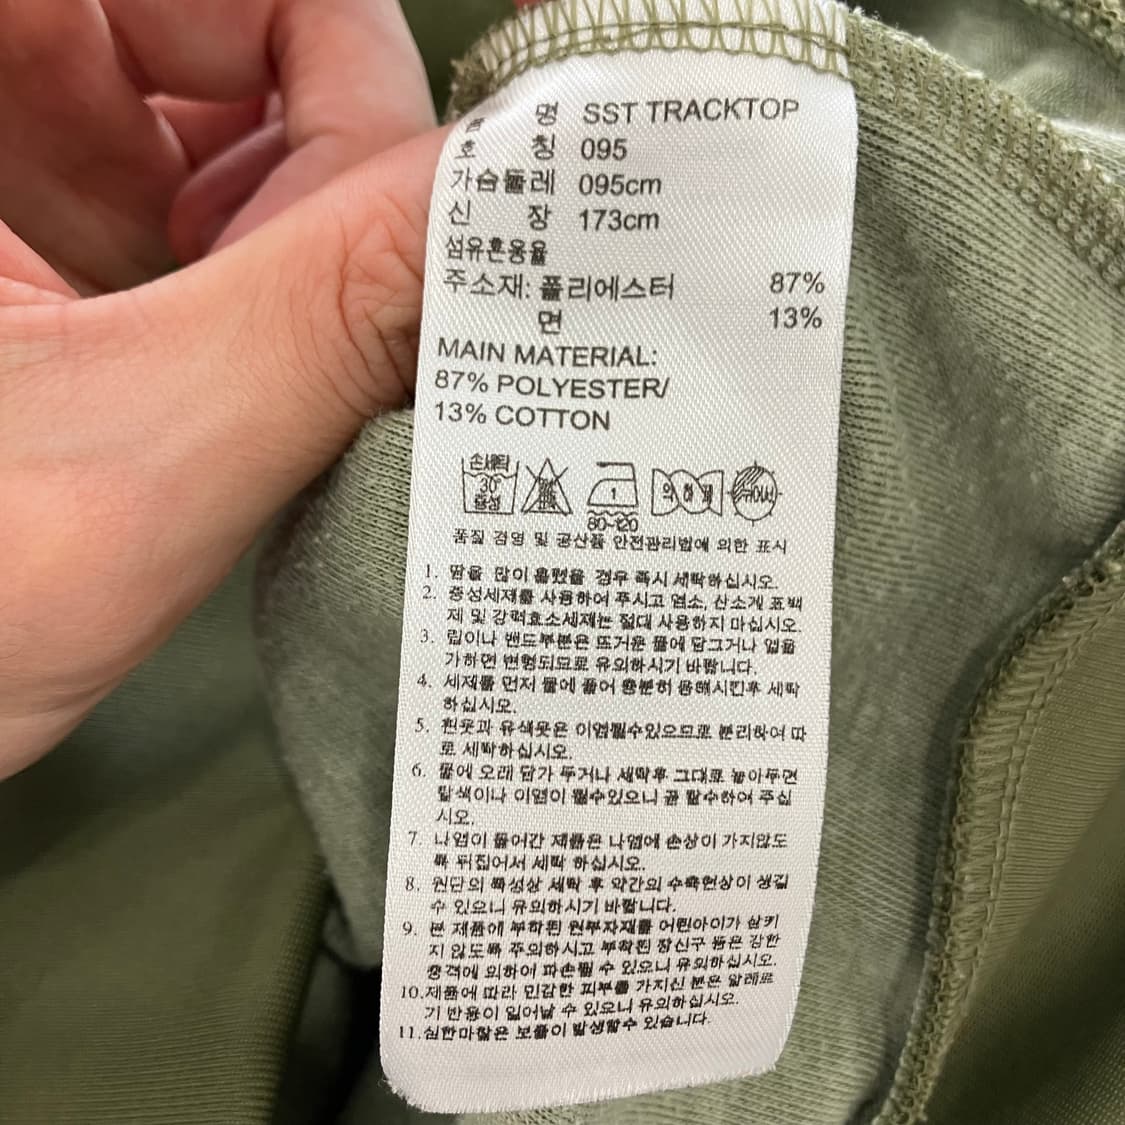 품 명 SST TRACKTOP
호 칭 095
가슴둘레 095cm
신 장 173cm
섬유혼용율
주소재: 폴리에스터 87%
면 13%
MAIN MATERIAL:
87% POLYESTER/
13% COTTON
손세탁 30° 중성 1 80~120 약하게 뉘어서
품질 경영 및 공산품 안전관리법에 의한 표시
1. 땀을 많이 흘렸을 경우 즉시 세탁하십시오.
2. 중성세제를 사용하여 주시고 염소, 산소계 표백
제 및 강력효소세제는 절대 사용하지 마십시오.
3. 립이나 밴드부분은 뜨거운 물에 담그거나 열을
가하면 변형되므로 유의하시기 바랍니다.
4. 세제를 먼저 물에 풀어 충분히 용해시킨후 세탁
하십시오.
5. 흰옷과 유색옷은 이염될수있으므로 분리하여 따
로 세탁하십시오.
6. 물에 오래 담가 두거나 세탁후 그대로 놓아두면
탈색이나 이염이 될수있으니 곧 탈수하여 주십
시오.
7. 나염이 들어간 제품은 나염에 손상이 가지않도
록 뒤집어서 세탁 하십시오.
8. 원단의 특성상 세탁 후 약간의 수축현상이 생길
수 있으니 유의하시기 바랍니다.
9. 본 제품에 부착된 원부자재를 어린아이가 삼키
지 않도록 주의하시고 부착된 장신구 등은 강한
충격에 의하여 파손될 수 있으니 유의하십시오.
10.제품에 따라 민감한 피부를 가지신 분은 알레르
기 반응이 일어날 수 있으니 유의하십시오.
11.심한마찰은 보풀이 발생할수 있습니다.